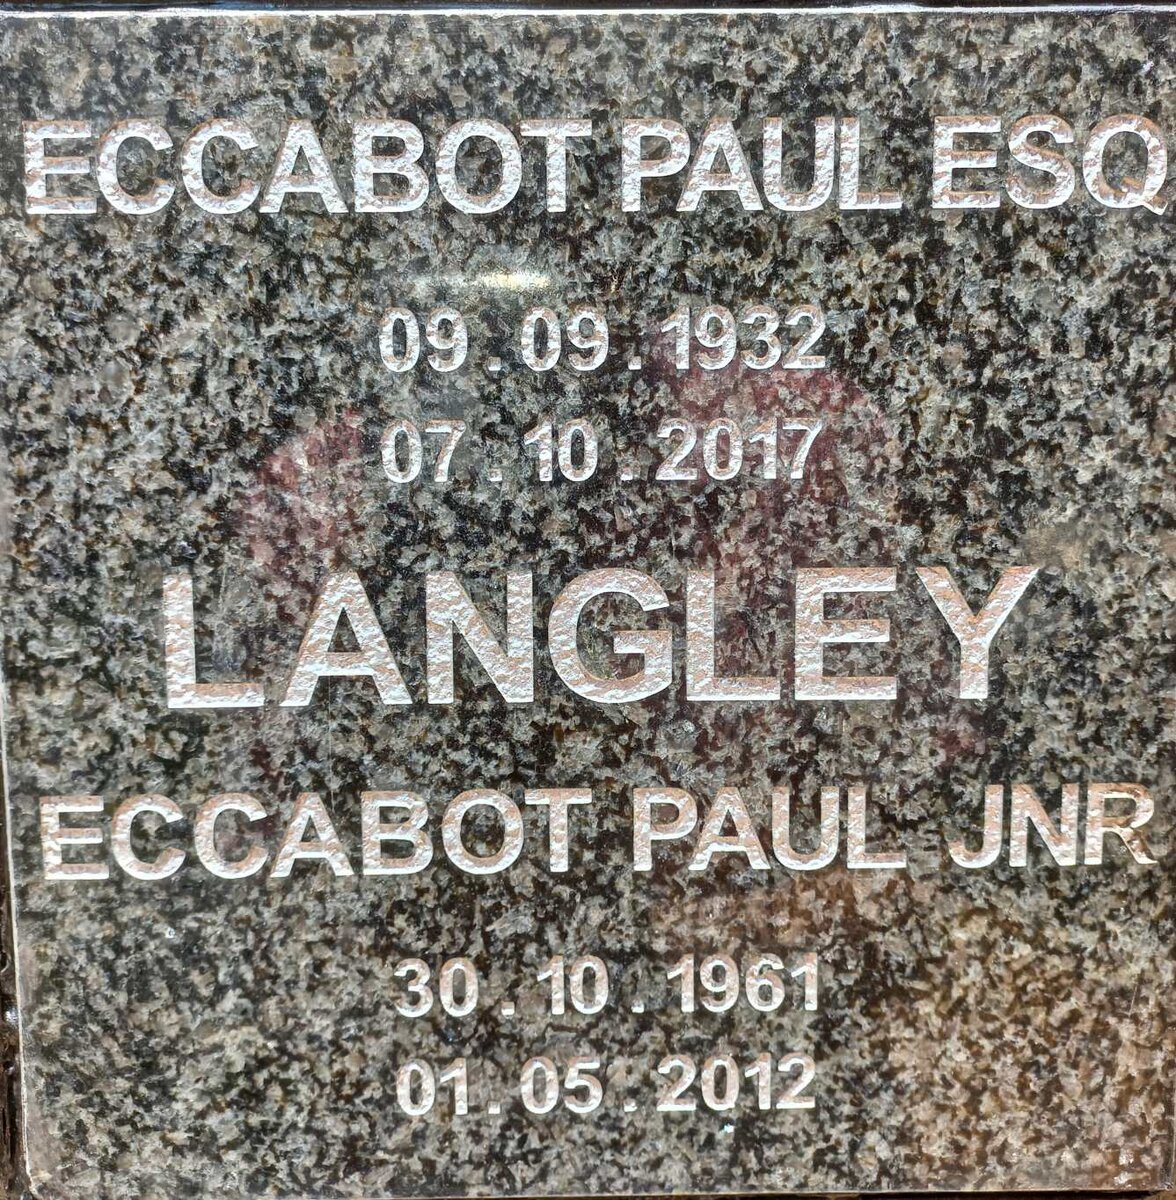 ECCABOT PAUL ESQ
09.09.1932
07.10.2017
LANGLEY
ECCABOT PAUL JNR
30.10.1961
01.05.2012